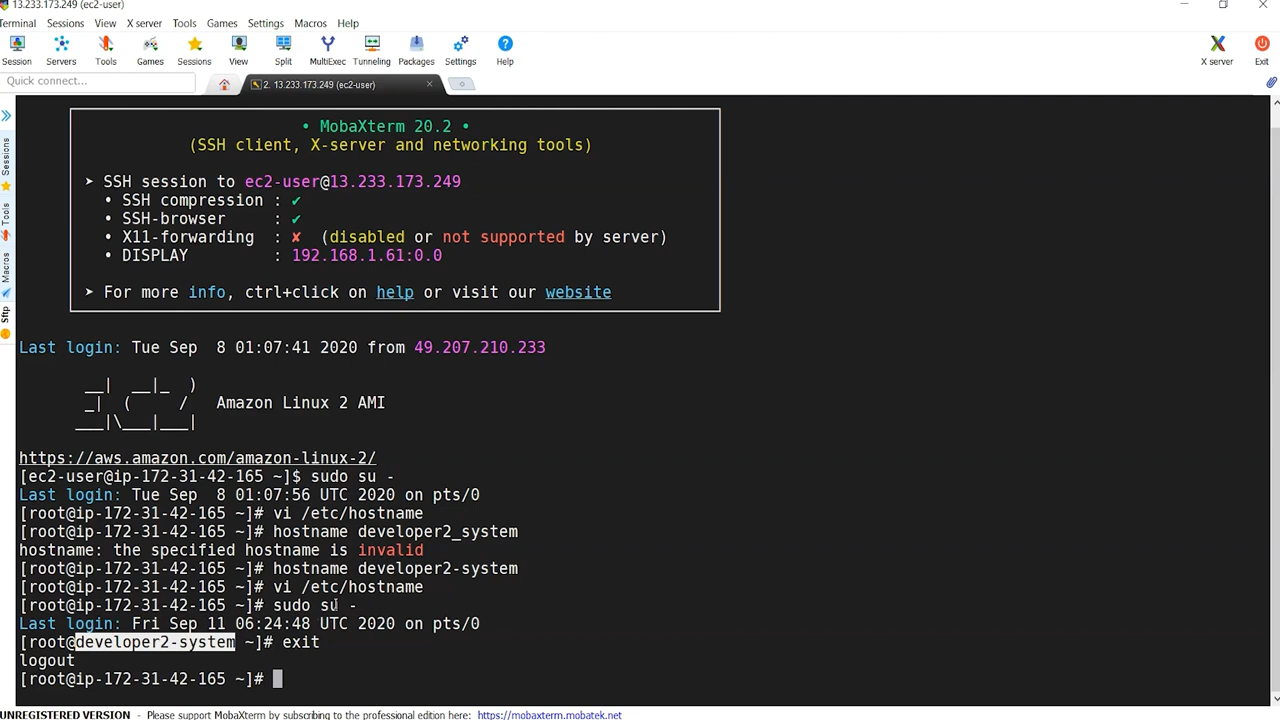 13.233.173.249 (ec2-user)
Terminal Sessions View X server Tools Games Settings Macros Help
Session Servers Tools Games Sessions View Split MultiExec Tunneling Packages Settings Help X server Exit
Quick connect...
2. 13.233.173.249 (ec2-user)
Sessions
Tools
Macros
Sftp
• MobaXterm 20.2 •
(SSH client, X-server and networking tools)
➤ SSH session to ec2-user@13.233.173.249
• SSH compression : ✔
• SSH-browser : ✔
• X11-forwarding : ✘ (disabled or not supported by server)
• DISPLAY : 192.168.1.61:0.0
➤ For more info, ctrl+click on help or visit our website
Last login: Tue Sep 8 01:07:41 2020 from 49.207.210.233
__| __|_ )
_| ( / Amazon Linux 2 AMI
___|\___|___|
https://aws.amazon.com/amazon-linux-2/
[ec2-user@ip-172-31-42-165 ~]$ sudo su -
Last login: Tue Sep 8 01:07:56 UTC 2020 on pts/0
[root@ip-172-31-42-165 ~]# vi /etc/hostname
[root@ip-172-31-42-165 ~]# hostname developer2_system
hostname: the specified hostname is invalid
[root@ip-172-31-42-165 ~]# hostname developer2-system
[root@ip-172-31-42-165 ~]# vi /etc/hostname
[root@ip-172-31-42-165 ~]# sudo su -
Last login: Fri Sep 11 06:24:48 UTC 2020 on pts/0
[root@developer2-system ~]# exit
logout
[root@ip-172-31-42-165 ~]#
UNREGISTERED VERSION - Please support MobaXterm by subscribing to the professional edition here: https://mobaxterm.mobatek.net